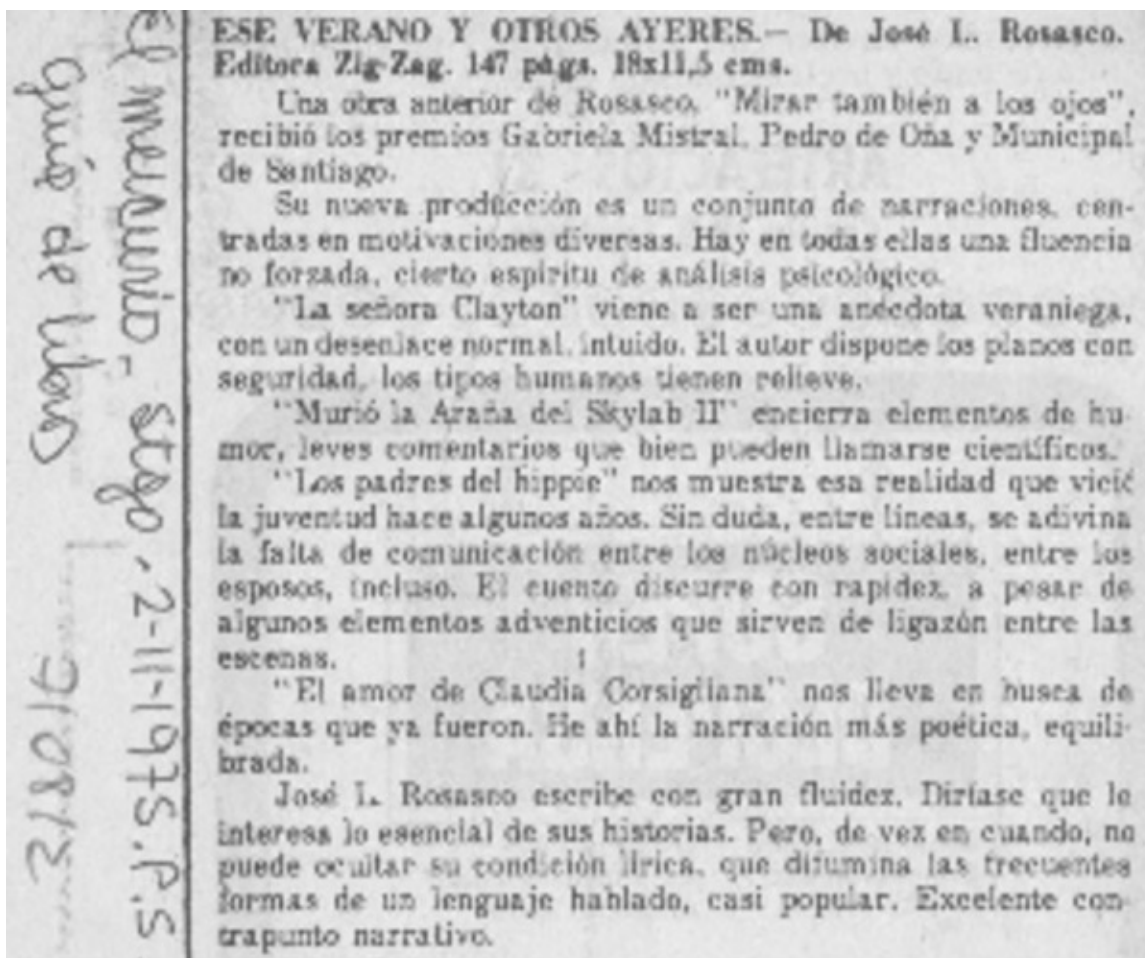 ESE VERANO Y OTROS AYERES.— De José L. Rosasco.
Editora Zig-Zag. 147 págs. 18x11,5 cms.
Una obra anterior de Rosasco, "Mirar también a los ojos",
recibió los premios Gabriela Mistral, Pedro de Oña y Municipal
de Santiago.
Su nueva producción es un conjunto de narraciones, cen-
tradas en motivaciones diversas. Hay en todas ellas una fluencia
no forzada, cierto espíritu de análisis psicológico.
"La señora Clayton" viene a ser una anécdota veraniega,
con un desenlace normal, intuido. El autor dispone los planos con
seguridad, los tipos humanos tienen relieve.
"Murió la Araña del Skylab II" encierra elementos de hu-
mor, leves comentarios que bien pueden llamarse científicos.
"Los padres del hippie" nos muestra esa realidad que vició
la juventud hace algunos años. Sin duda, entre líneas, se adivina
la falta de comunicación entre los núcleos sociales, entre los
esposos, incluso. El cuento discurre con rapidez, a pesar de
algunos elementos adventicios que sirven de ligazón entre las
escenas.
"El amor de Claudia Corsigliana" nos lleva en busca de
épocas que ya fueron. He ahí la narración más poética, equili-
brada.
José L. Rosasco escribe con gran fluidez. Diríase que le
interesa lo esencial de sus historias. Pero, de vez en cuando, no
puede ocultar su condición lírica, que difumina las frecuentes
formas de un lenguaje hablado, casi popular. Excelente con-
trapunto narrativo.
El mercurio, stgo, 2-11-1975. P.5
guía de libros
710873